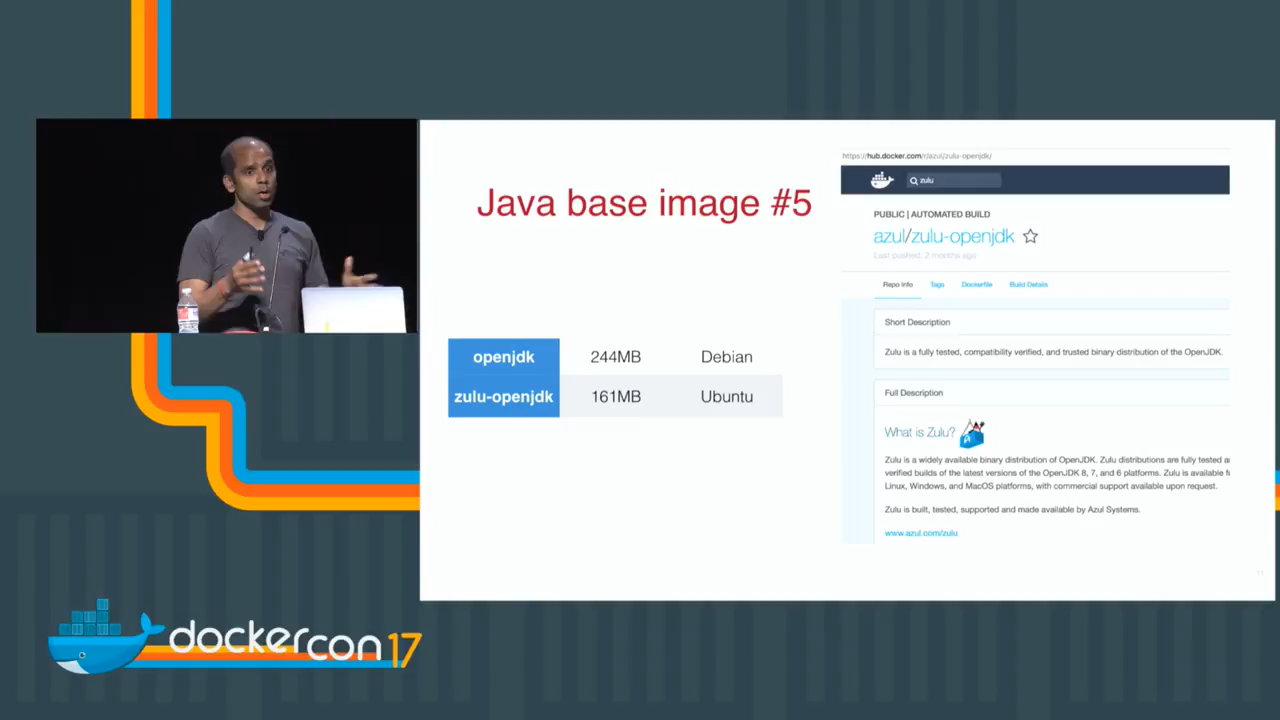 Java base image #5
openjdk 244MB Debian
zulu-openjdk 161MB Ubuntu
https://hub.docker.com/r/azul/zulu-openjdk/
zulu
PUBLIC | AUTOMATED BUILD
azul/zulu-openjdk
Last pushed: 2 months ago
Repo Info Tags Dockerfile Build Details
Short Description
Zulu is a fully tested, compatibility verified, and trusted binary distribution of the OpenJDK.
Full Description
What is Zulu?
Zulu is a widely available binary distribution of OpenJDK. Zulu distributions are fully tested
verified builds of the latest versions of the OpenJDK 8, 7, and 6 platforms. Zulu is available
Linux, Windows, and MacOS platforms, with commercial support available upon request.
Zulu is built, tested, supported and made available by Azul Systems.
www.azul.com/zulu
dockercon 17